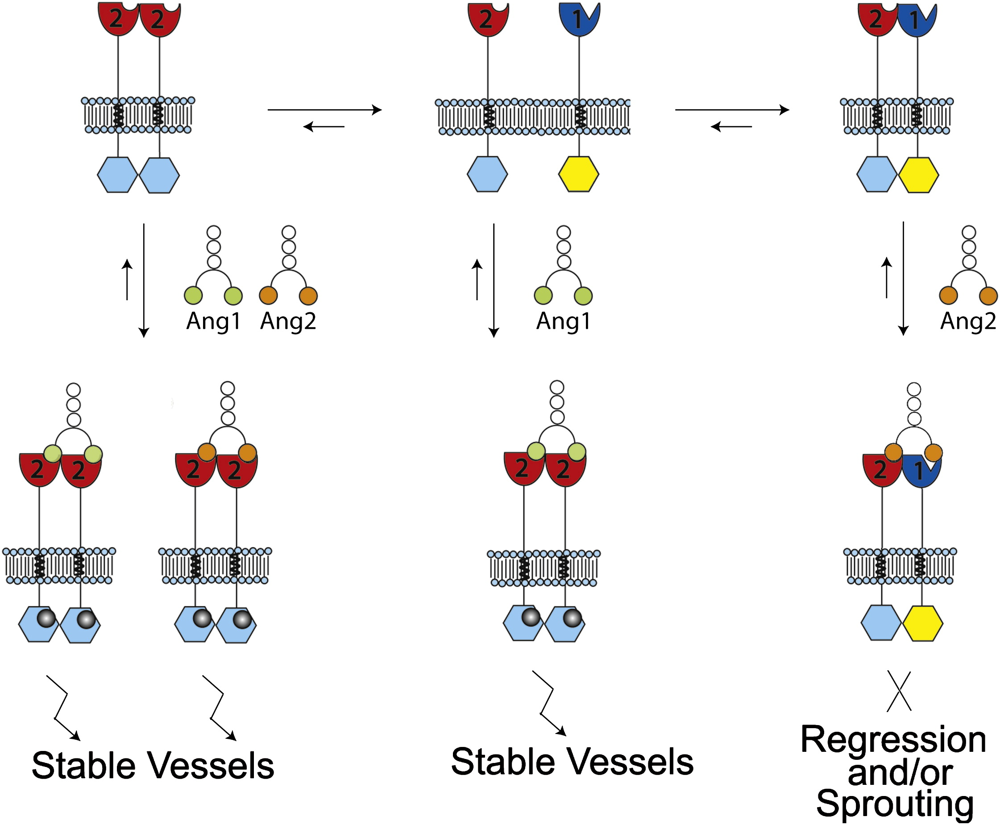 2 2 2 1 2 1
Ang1 Ang2 Ang1 Ang2
2 2 2 2 2 2 2 1
Stable Vessels
Stable Vessels
Regression
and/or
Sprouting